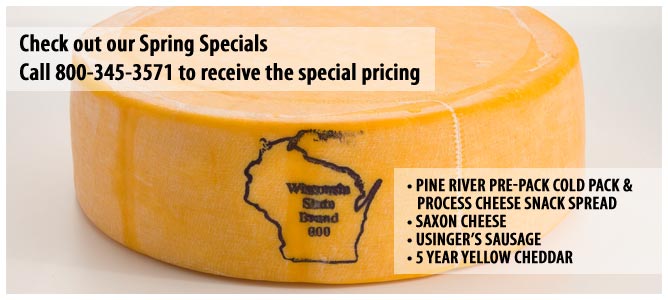 Check out our Spring Specials
Call 800-345-3571 to receive the special pricing
Wisconsin
State
Brand
600
• PINE RIVER PRE-PACK COLD PACK &
PROCESS CHEESE SNACK SPREAD
• SAXON CHEESE
• USINGER'S SAUSAGE
• 5 YEAR YELLOW CHEDDAR